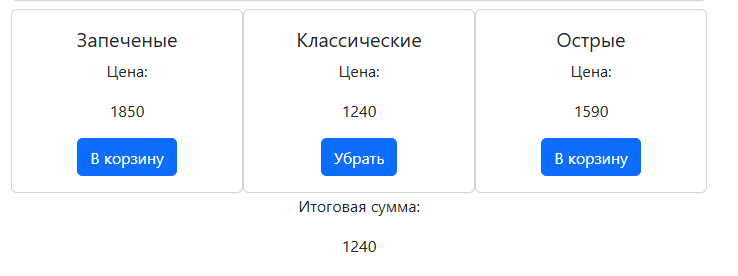 Запеченые
Цена:
1850
В корзину
Классические
Цена:
1240
Убрать
Острые
Цена:
1590
В корзину
Итоговая сумма:
1240